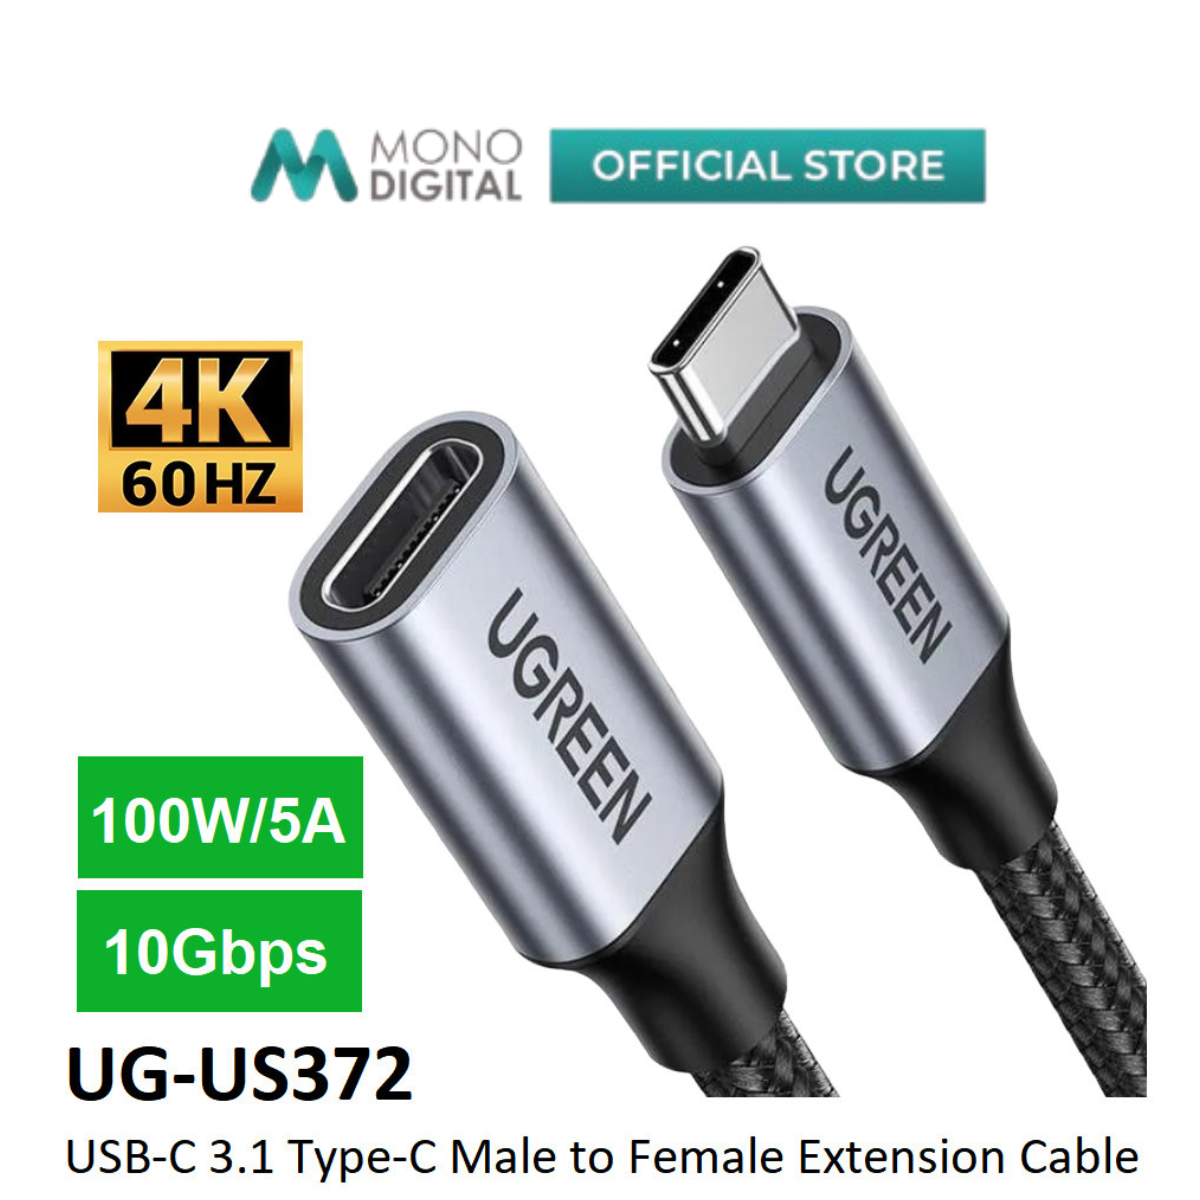 MONO
DIGITAL
OFFICIAL STORE
4K
60HZ
UGREEN
UGREEN
100W/5A
10Gbps
UG-US372
USB-C 3.1 Type-C Male to Female Extension Cable